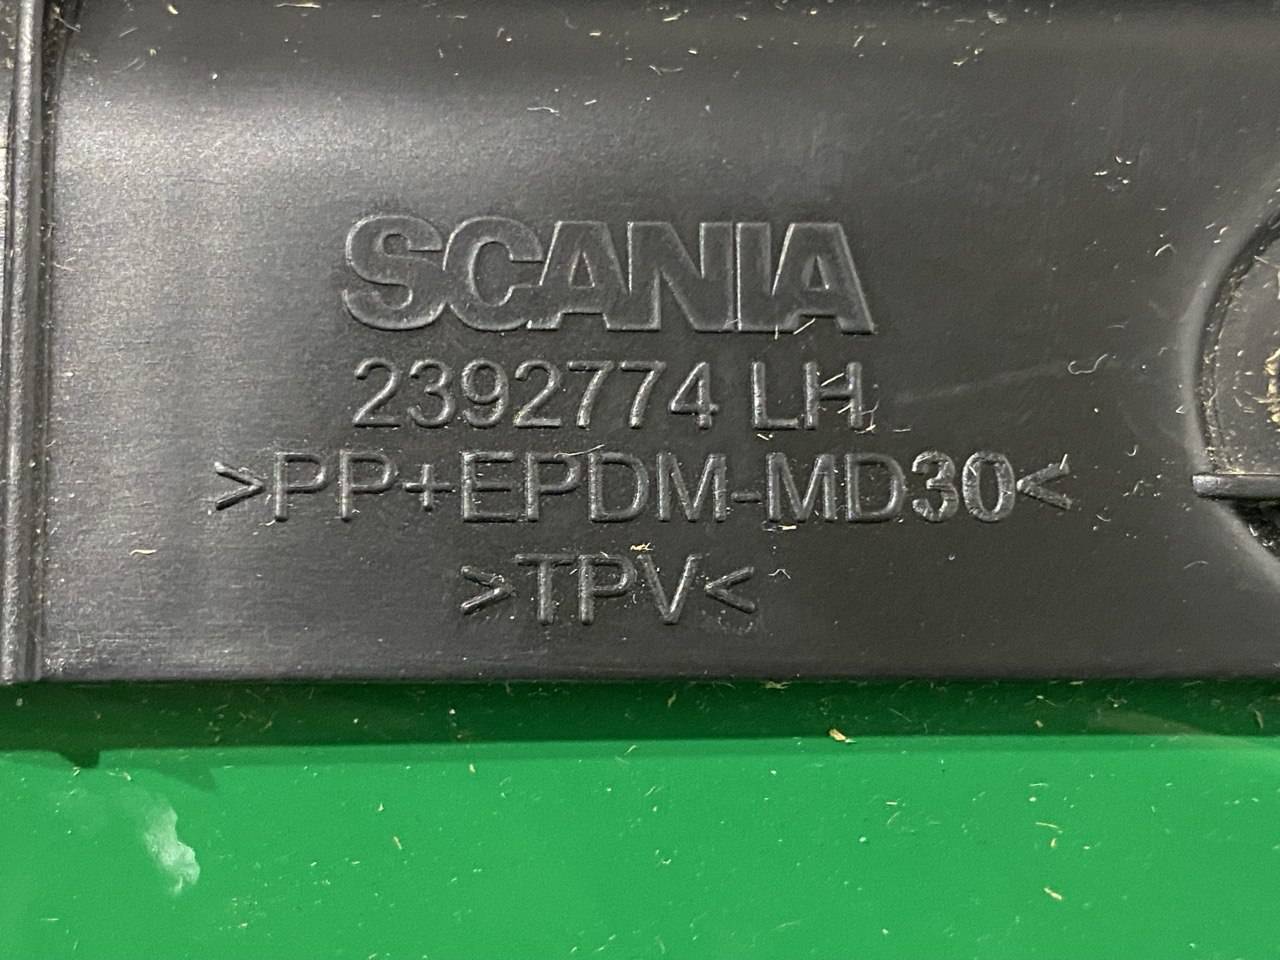 SCANIA
2392774 LH
>PP+EPDM-MD30<
>TPV<